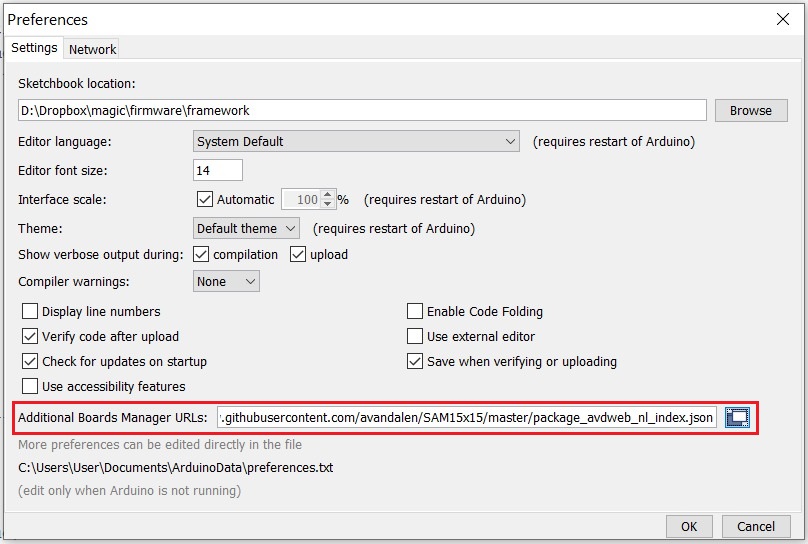 Preferences
Settings Network
Sketchbook location:
D:\Dropbox\magic\firmware\framework Browse
Editor language: System Default (requires restart of Arduino)
Editor font size: 14
Interface scale: Automatic 100 % (requires restart of Arduino)
Theme: Default theme (requires restart of Arduino)
Show verbose output during: compilation upload
Compiler warnings: None
Display line numbers Enable Code Folding
Verify code after upload Use external editor
Check for updates on startup Save when verifying or uploading
Use accessibility features
Additional Boards Manager URLs: .githubusercontent.com/avandalen/SAM15x15/master/package_avdweb_nl_index.json
More preferences can be edited directly in the file
C:\Users\User\Documents\ArduinoData\preferences.txt
(edit only when Arduino is not running)
OK Cancel